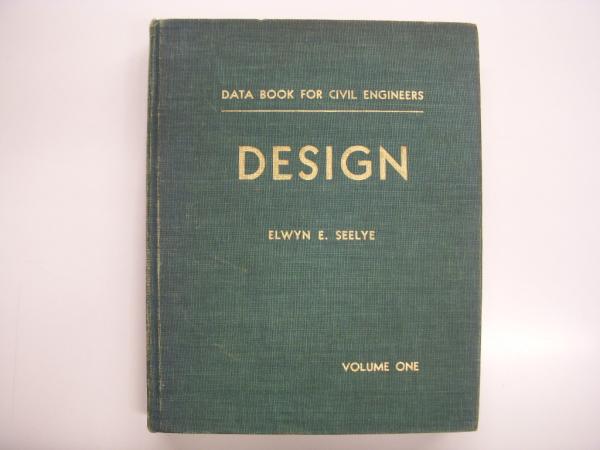 DATA BOOK FOR CIVIL ENGINEERS
DESIGN
ELWYN E. SEELYE
VOLUME ONE